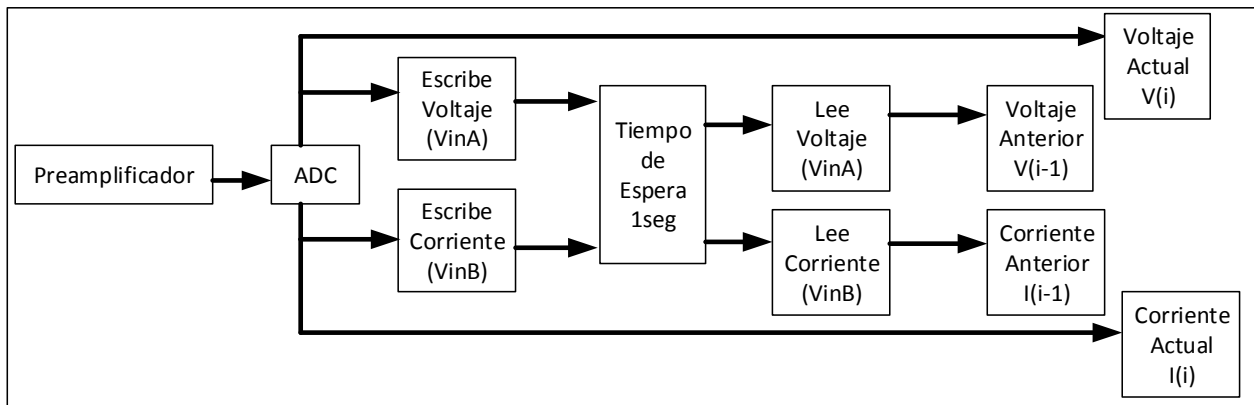 Voltaje
Actual
V(i)
Escribe
Voltaje
(VinA)
Tiempo
de
Espera
1seg
Lee
Voltaje
(VinA)
Voltaje
Anterior
V(i-1)
Preamplificador
ADC
Escribe
Corriente
(VinB)
Lee
Corriente
(VinB)
Corriente
Anterior
I(i-1)
Corriente
Actual
I(i)